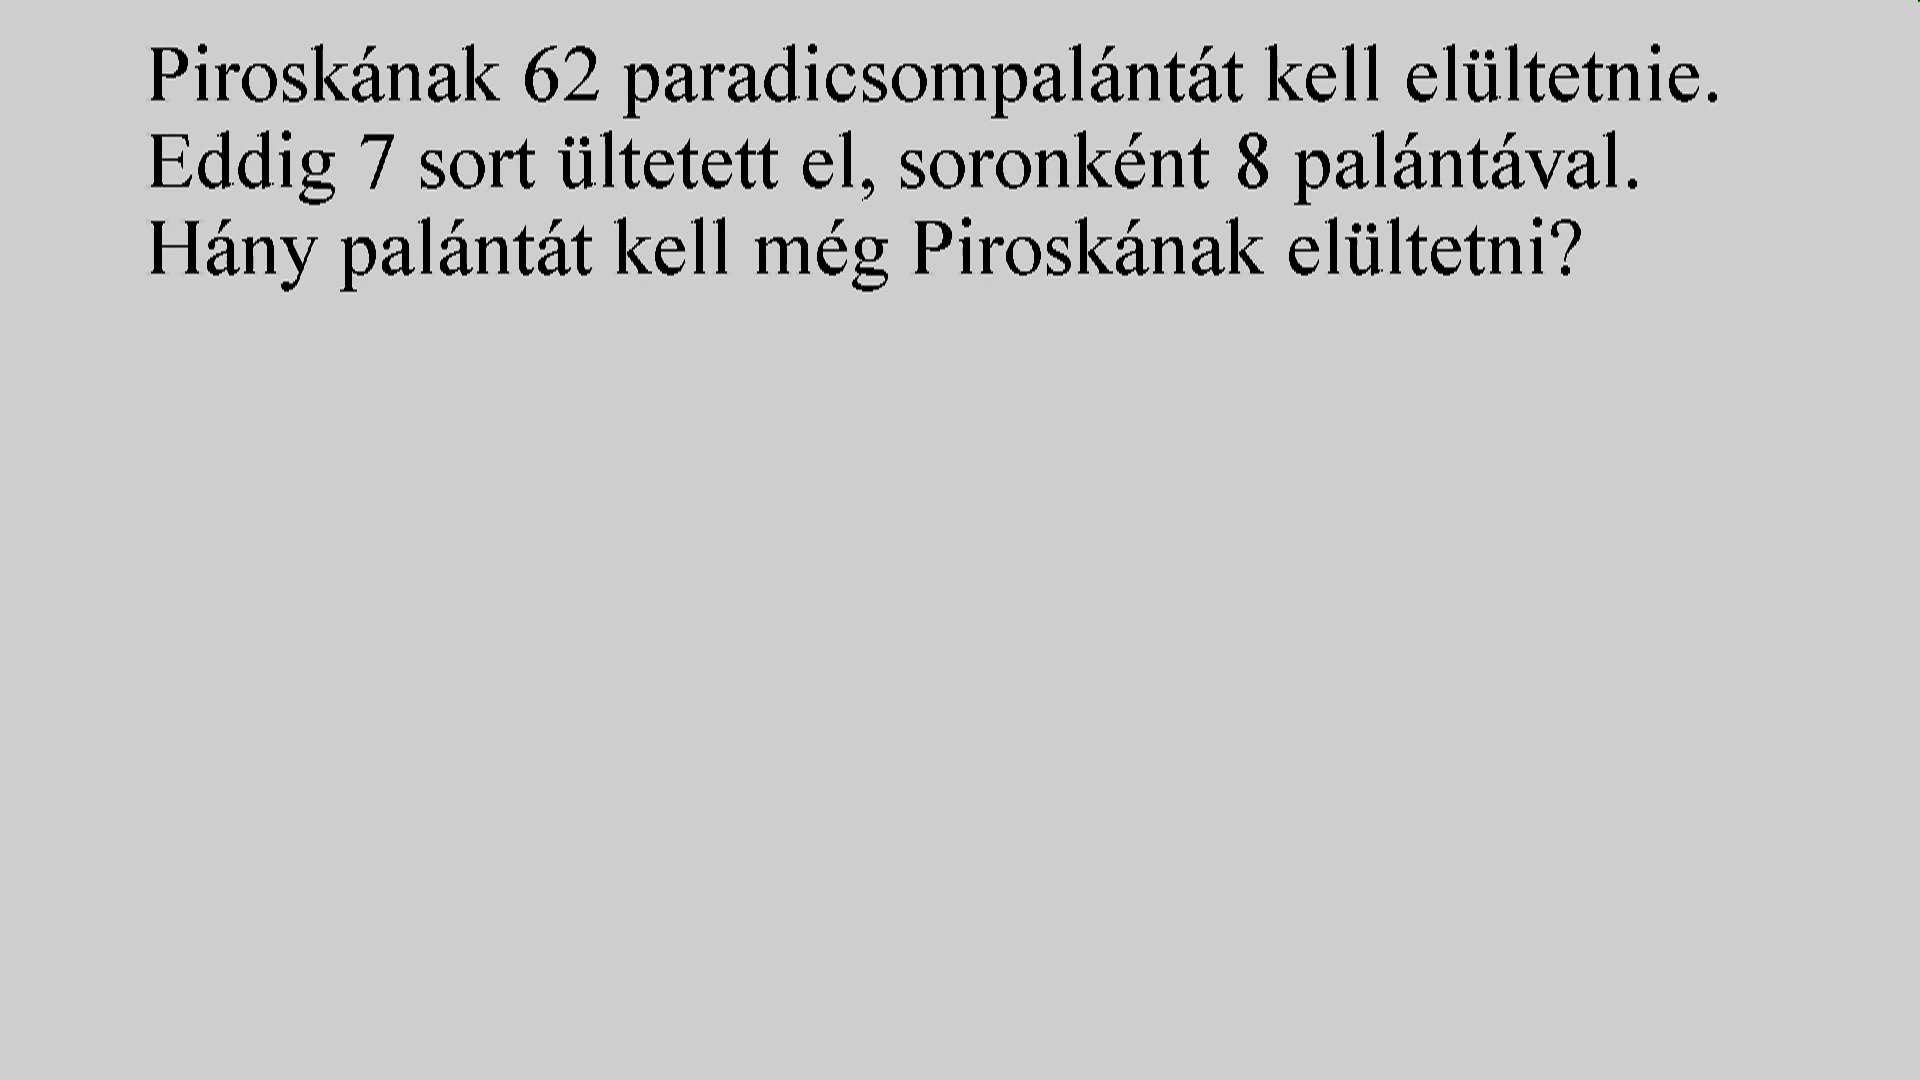 Piroskának 62 paradicsompalántát kell elültetnie.
Eddig 7 sort ültetett el, soronként 8 palántával.
Hány palántát kell még Piroskának elültetni?